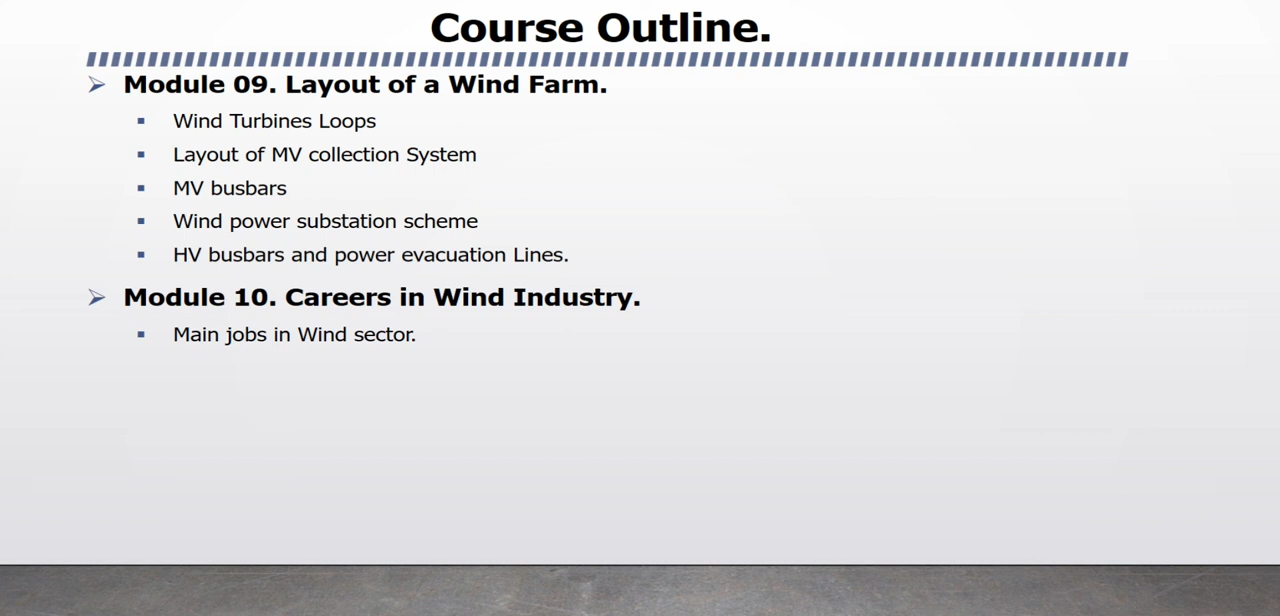 Course Outline.
Module 09. Layout of a Wind Farm.
Wind Turbines Loops
Layout of MV collection System
MV busbars
Wind power substation scheme
HV busbars and power evacuation Lines.
Module 10. Careers in Wind Industry.
Main jobs in Wind sector.